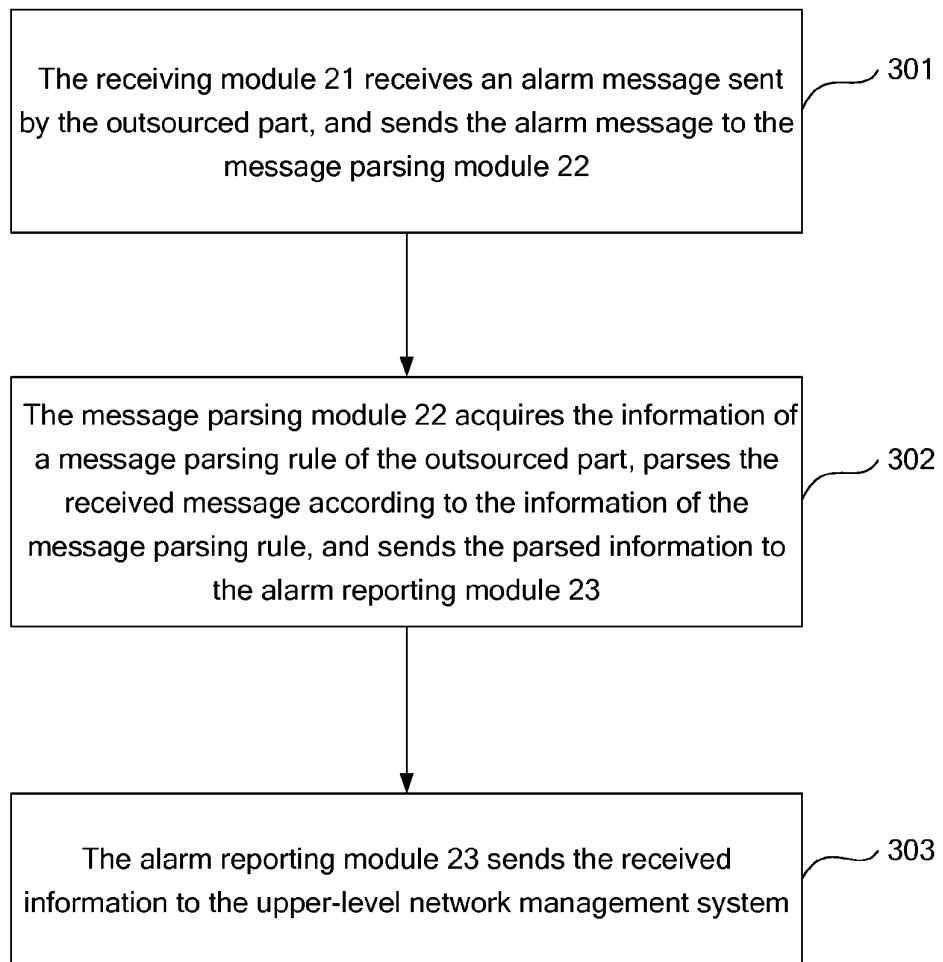 The receiving module 21 receives an alarm message sent
by the outsourced part, and sends the alarm message to the
message parsing module 22
301
The message parsing module 22 acquires the information of
a message parsing rule of the outsourced part, parses the
received message according to the information of the
message parsing rule, and sends the parsed information to
the alarm reporting module 23
302
The alarm reporting module 23 sends the received
information to the upper-level network management system
303